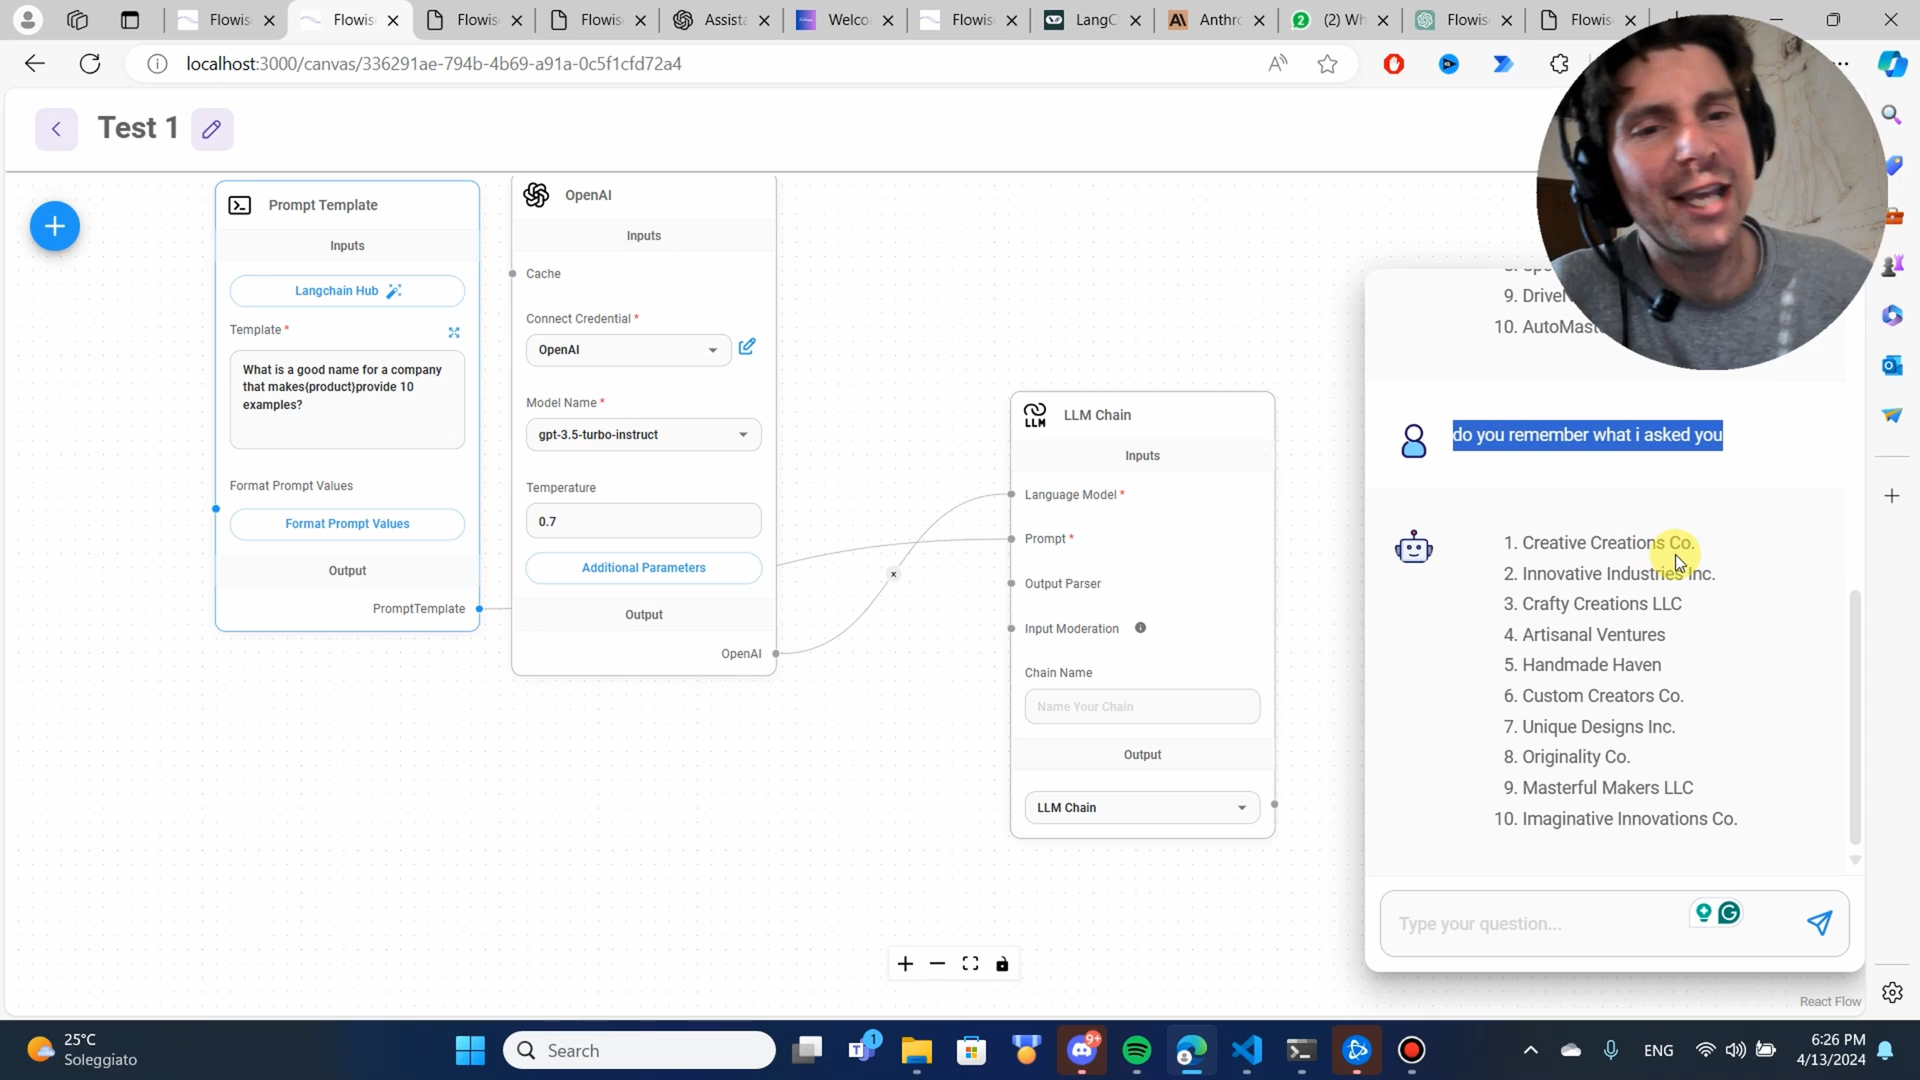 Flowis
Flowis
Flowis
Flowis
Assista
Welco
Flowis
LangC
Anthr
2
(2) Wh
Flowis
Flowis
localhost:3000/canvas/336291ae-794b-4b69-a91a-0c5f1cfd72a4
Test 1
Prompt Template
Inputs
Langchain Hub
Template *
What is a good name for a company
that makes{product}provide 10
examples?
Format Prompt Values
Format Prompt Values
Output
PromptTemplate
OpenAI
Inputs
Cache
Connect Credential *
OpenAI
Model Name *
gpt-3.5-turbo-instruct
Temperature
0.7
Additional Parameters
Output
OpenAI
LLM
LLM Chain
Inputs
Language Model *
Prompt *
Output Parser
Input Moderation
Chain Name
Name Your Chain
Output
LLM Chain
10. AutoMast
do you remember what i asked you
1. Creative Creations Co.
2. Innovative Industries Inc.
3. Crafty Creations LLC
4. Artisanal Ventures
5. Handmade Haven
6. Custom Creators Co.
7. Unique Designs Inc.
8. Originality Co.
9. Masterful Makers LLC
10. Imaginative Innovations Co.
Type your question...
React Flow
25°C
Soleggiato
Search
1
9+
ENG
6:26 PM
4/13/2024